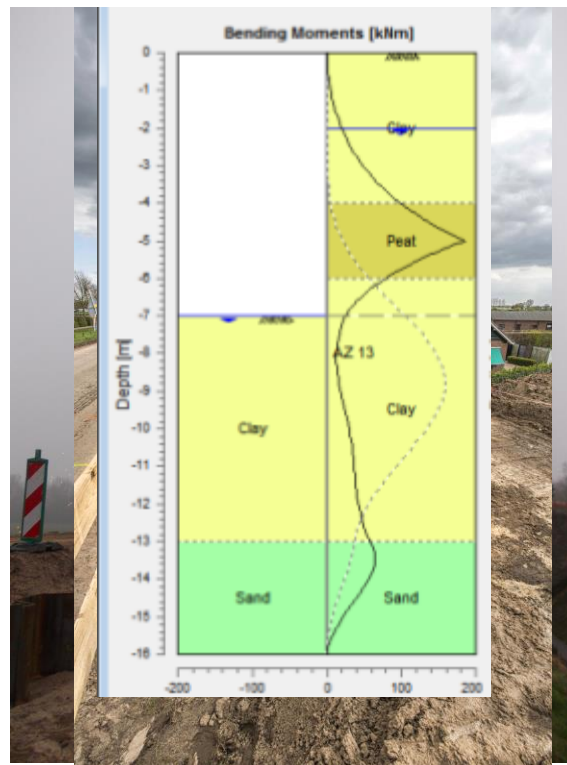 Bending Moments [kNm]
0
-1
Clay
-2
-3
-4
Peat
-5
-6
-7
AZ 13
-8
Depth [m]
Clay
-9
Clay
-10
-11
-12
-13
-14
Sand
Sand
-15
-16
-200
-100
0
100
200